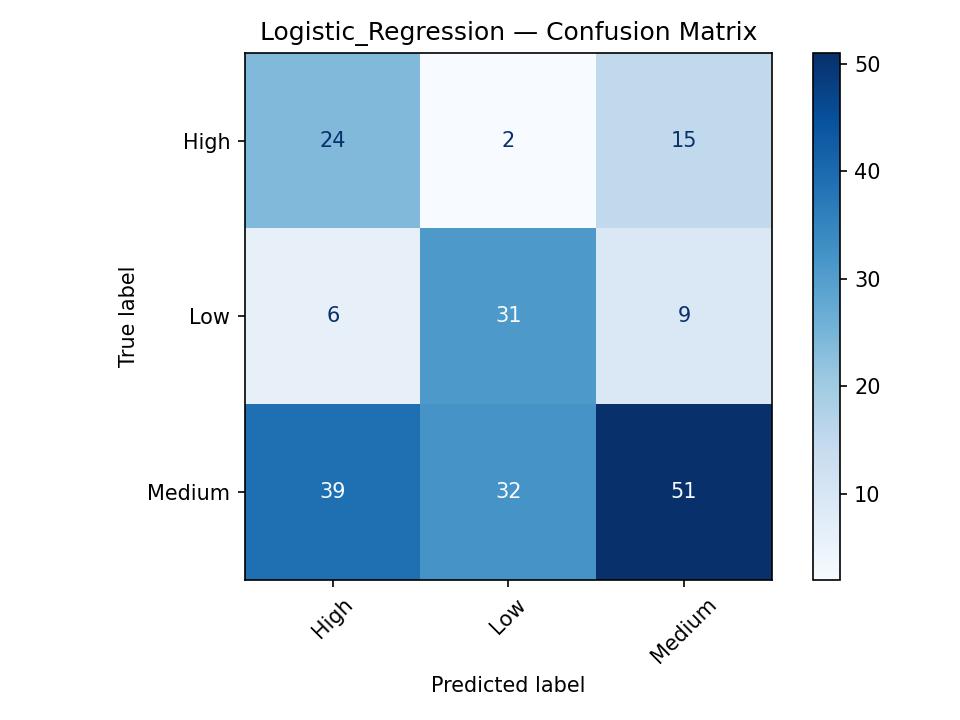 Logistic_Regression — Confusion Matrix
High 24 2 15
Low 6 31 9
Medium 39 32 51
High Low Medium
Predicted label
True label
50
40
30
20
10